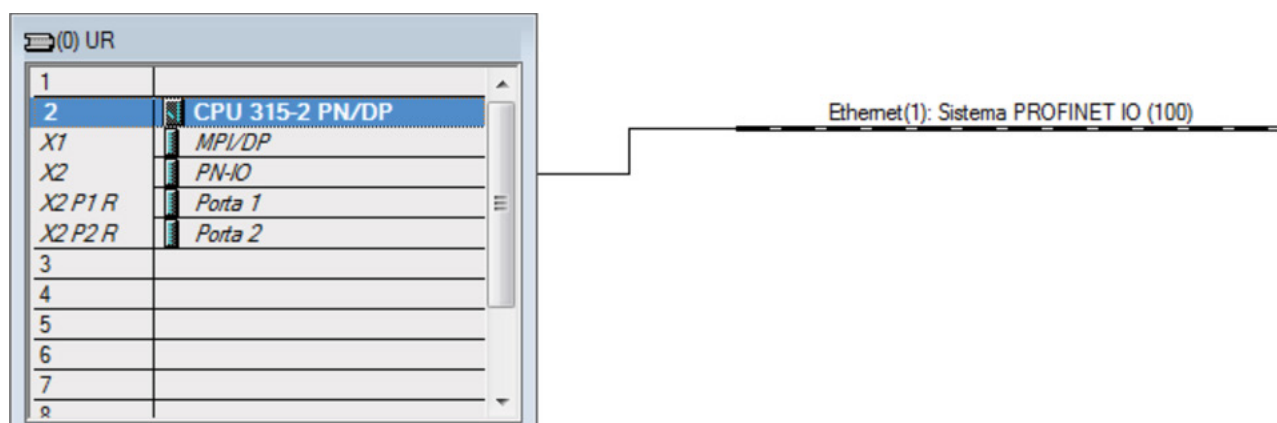 (0) UR
1
2 CPU 315-2 PN/DP
X1 MPI/DP
X2 PN-IO
X2 P1 R Porta 1
X2 P2 R Porta 2
3
4
5
6
7
8
Ethernet(1): Sistema PROFINET IO (100)